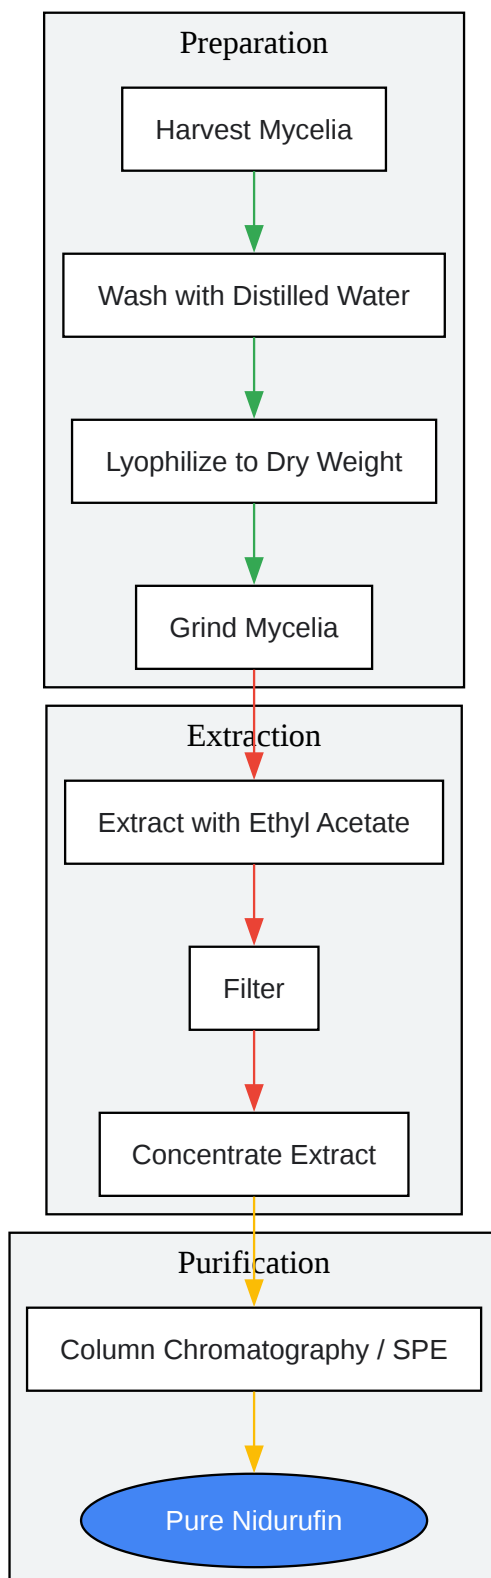 Preparation
Harvest Mycelia
Wash with Distilled Water
Lyophilize to Dry Weight
Grind Mycelia
Extraction
Extract with Ethyl Acetate
Filter
Concentrate Extract
Purification
Column Chromatography / SPE
Pure Nidurufin